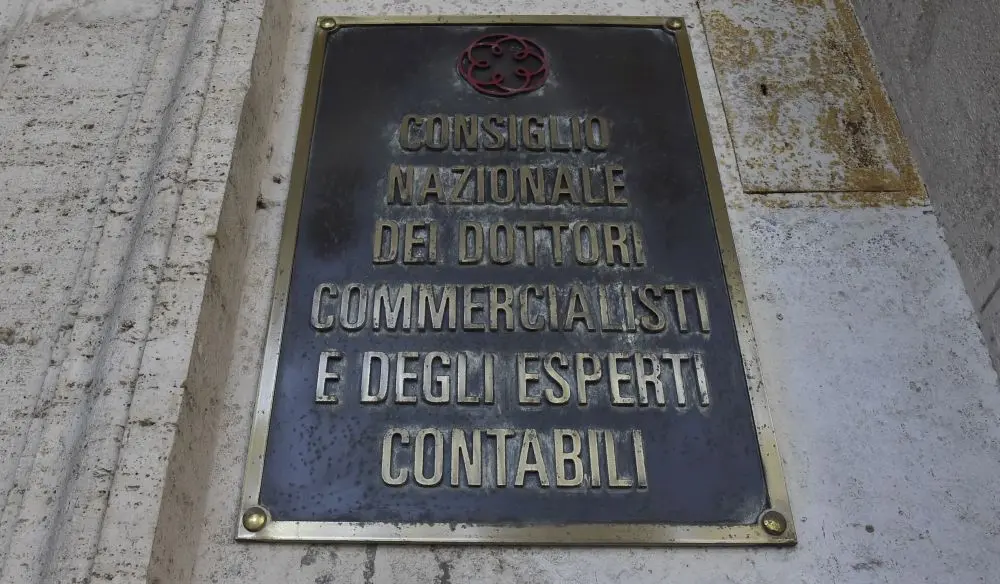 CONSIGLIO
NAZIONALE
DEI DOTTORI
COMMERCIALISTI
E DEGLI ESPERTI
CONTABILI